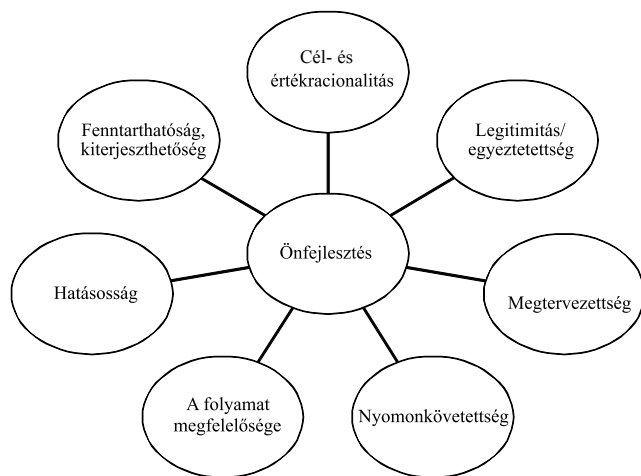 Cél- és
értékracionalitás
Fenntarthatóság,
kiterjeszthetőség
Legitimitás/
egyeztetettség
Önfejlesztés
Hatásosság
Megtervezettség
A folyamat
megfelelősége
Nyomonkövetettség